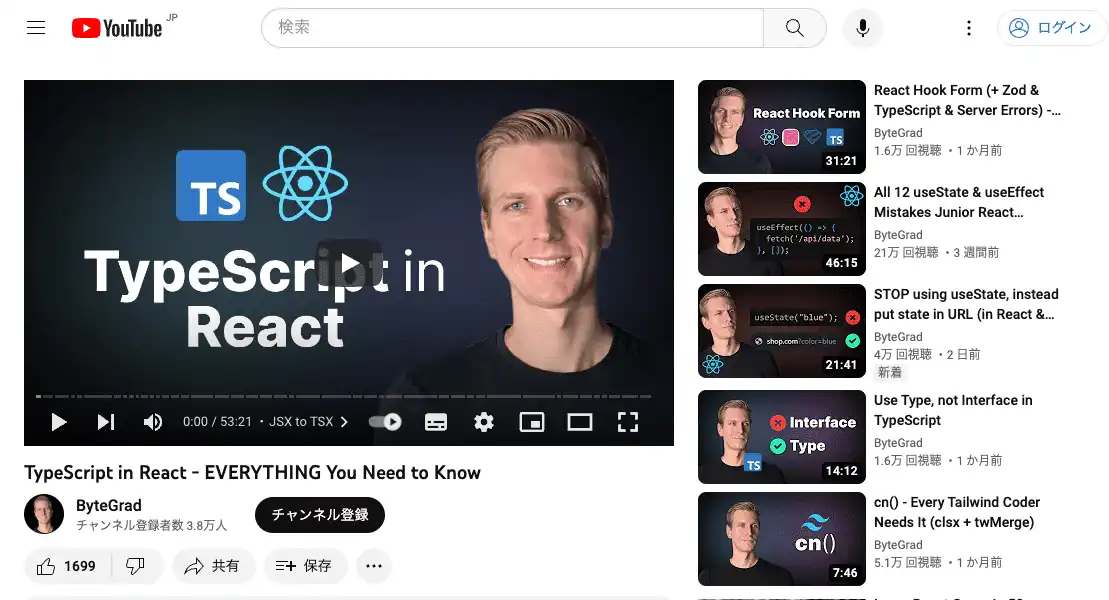 YouTube JP
検索
ログイン
TS
TypeScript in
React
0:00 / 53:21 ・ JSX to TSX
TypeScript in React - EVERYTHING You Need to Know
ByteGrad
チャンネル登録者数 3.8万人
チャンネル登録
1699
共有
保存
React Hook Form
TS
31:21
React Hook Form (+ Zod &
TypeScript & Server Errors) -...
ByteGrad
1.6万 回視聴 ・1 か月前
useEffect(() => {
fetch('/api/data');
}, []);
46:15
All 12 useState & useEffect
Mistakes Junior React...
ByteGrad
21万 回視聴 ・3 週間前
useState("blue");
shop.com?color=blue
21:41
STOP using useState, instead
put state in URL (in React &...
ByteGrad
4万 回視聴 ・2 日前
新着
Interface
Type
TS
14:12
Use Type, not Interface in
TypeScript
ByteGrad
1.6万 回視聴 ・1 か月前
cn()
7:46
cn() - Every Tailwind Coder
Needs It (clsx + twMerge)
ByteGrad
5.1万 回視聴 ・1 か月前